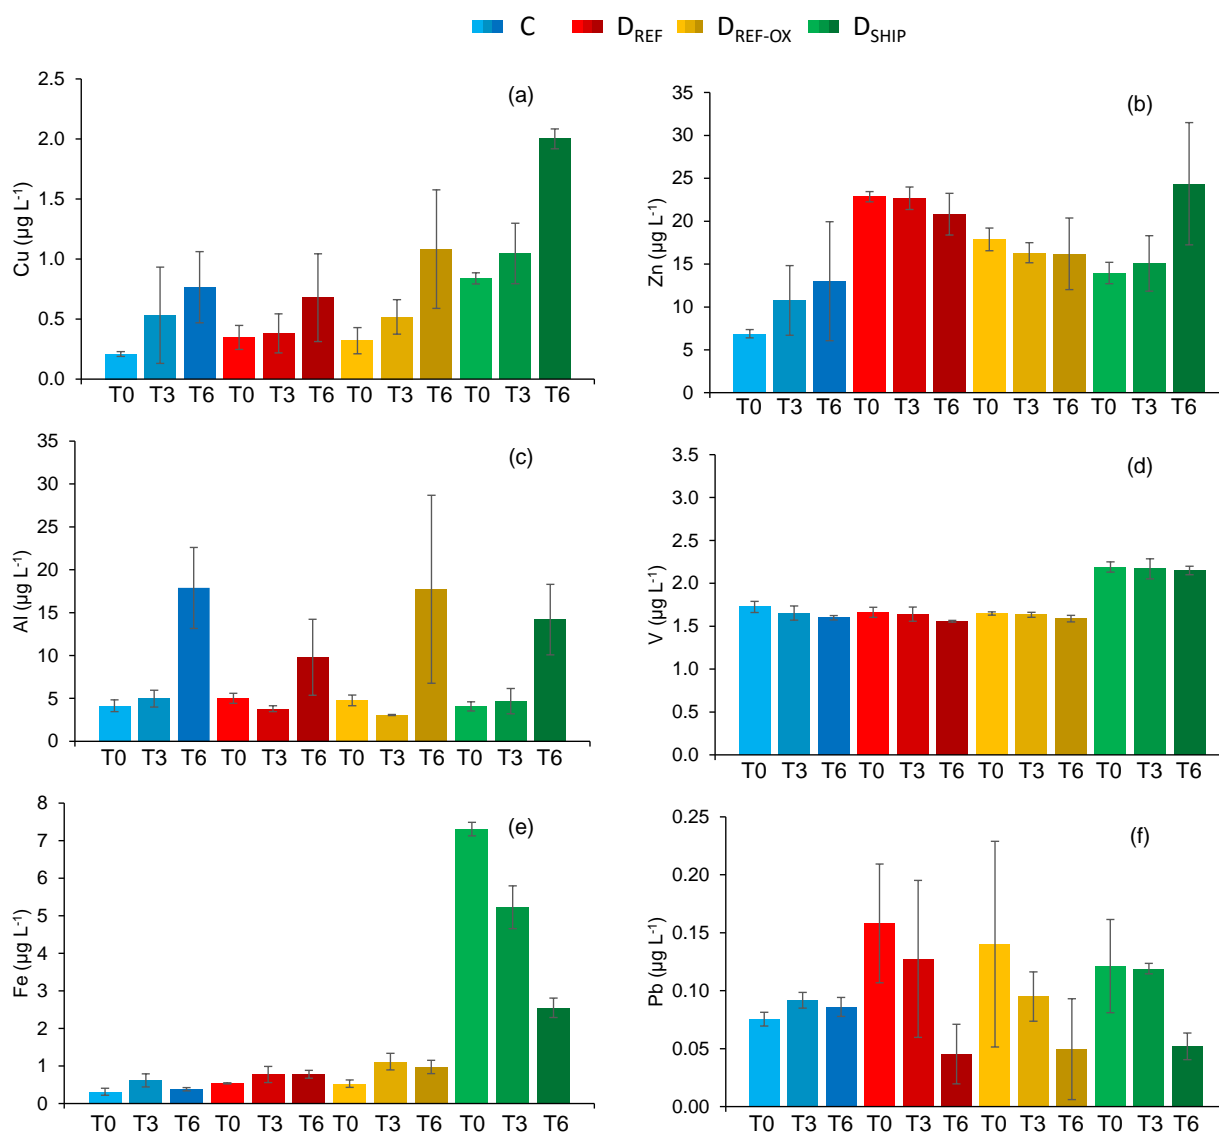 C D_REF D_REF-OX D_SHIP
(a)
Cu (µg L⁻¹)
2.5
2.0
1.5
1.0
0.5
0.0
T0 T3 T6 T0 T3 T6 T0 T3 T6 T0 T3 T6
(b)
Zn (µg L⁻¹)
35
30
25
20
15
10
5
0
T0 T3 T6 T0 T3 T6 T0 T3 T6 T0 T3 T6
(c)
Al (µg L⁻¹)
35
30
25
20
15
10
5
0
T0 T3 T6 T0 T3 T6 T0 T3 T6 T0 T3 T6
(d)
V (µg L⁻¹)
3.5
3.0
2.5
2.0
1.5
1.0
0.5
0.0
T0 T3 T6 T0 T3 T6 T0 T3 T6 T0 T3 T6
(e)
Fe (µg L⁻¹)
8
7
6
5
4
3
2
1
0
T0 T3 T6 T0 T3 T6 T0 T3 T6 T0 T3 T6
(f)
Pb (µg L⁻¹)
0.25
0.20
0.15
0.10
0.05
0.00
T0 T3 T6 T0 T3 T6 T0 T3 T6 T0 T3 T6